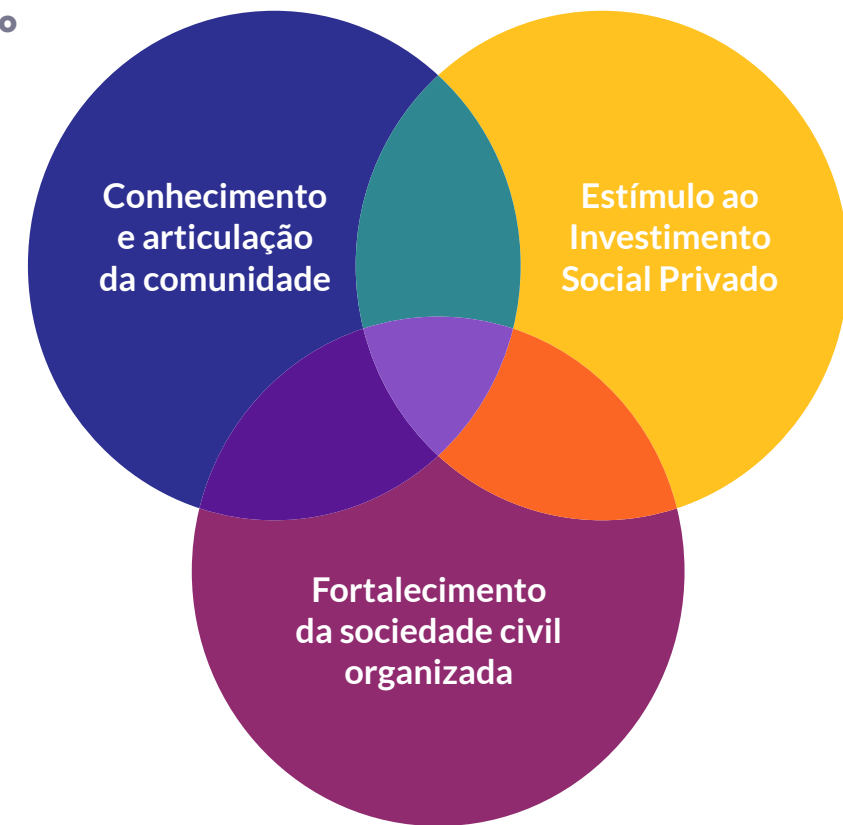 o
Conhecimento
e articulação
da comunidade
Estímulo ao
Investimento
Social Privado
Fortalecimento
da sociedade civil
organizada